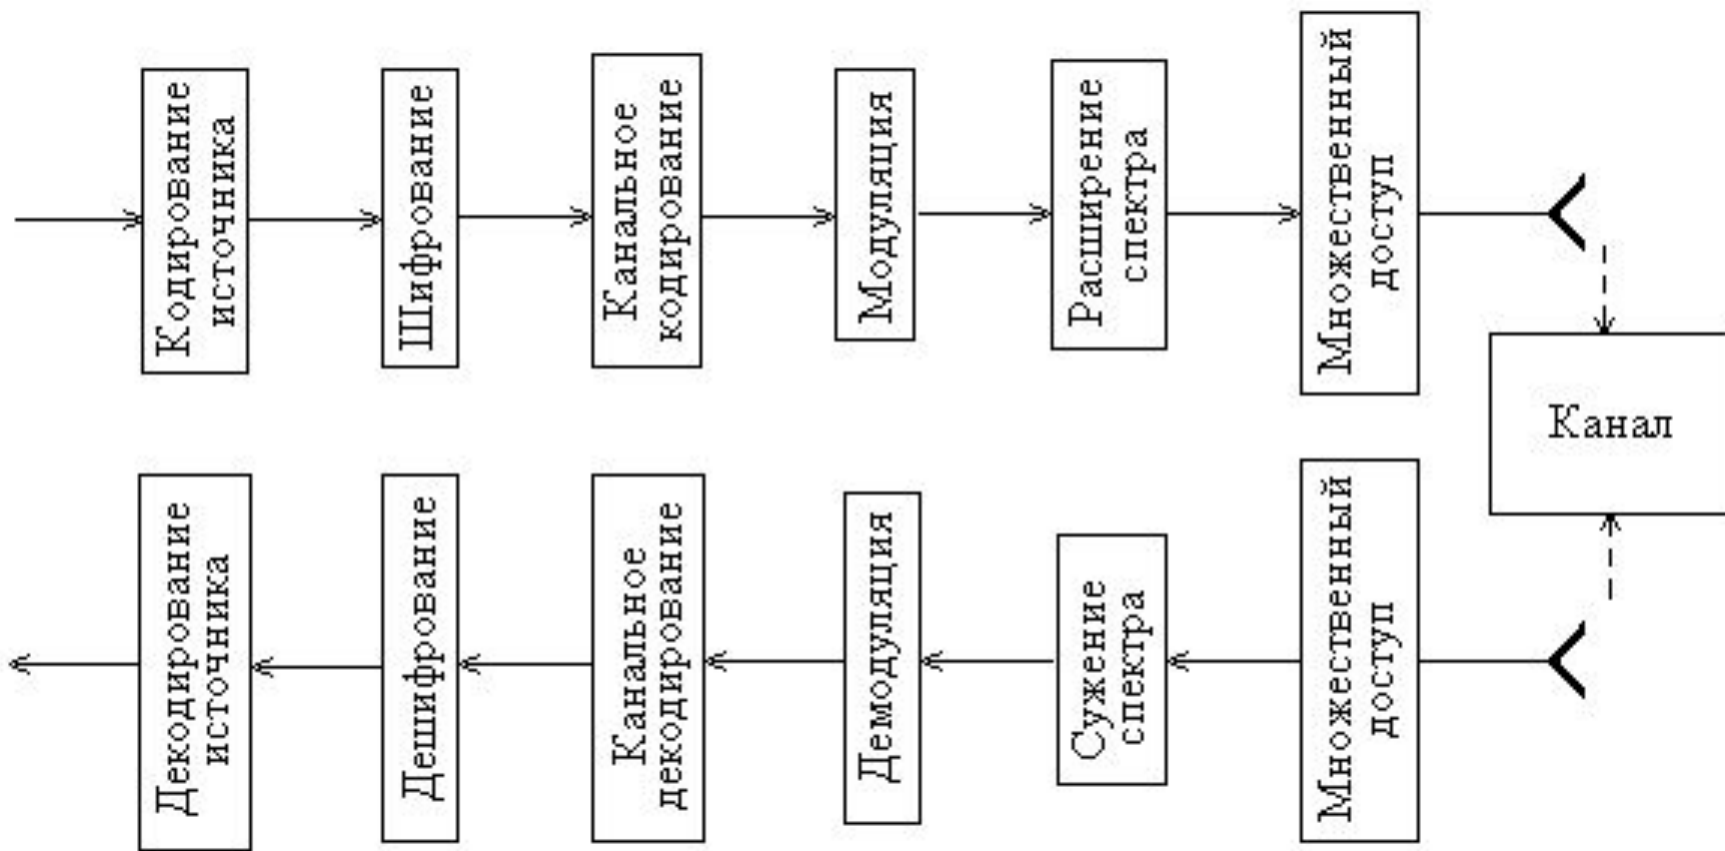 Кодирование
источника
Шифрование
Канальное
кодирование
Модуляция
Расширение
спектра
Множественный
доступ
Канал
Декодирование
источника
Дешифрование
Канальное
декодирование
Демодуляция
Сужение
спектра
Множественный
доступ